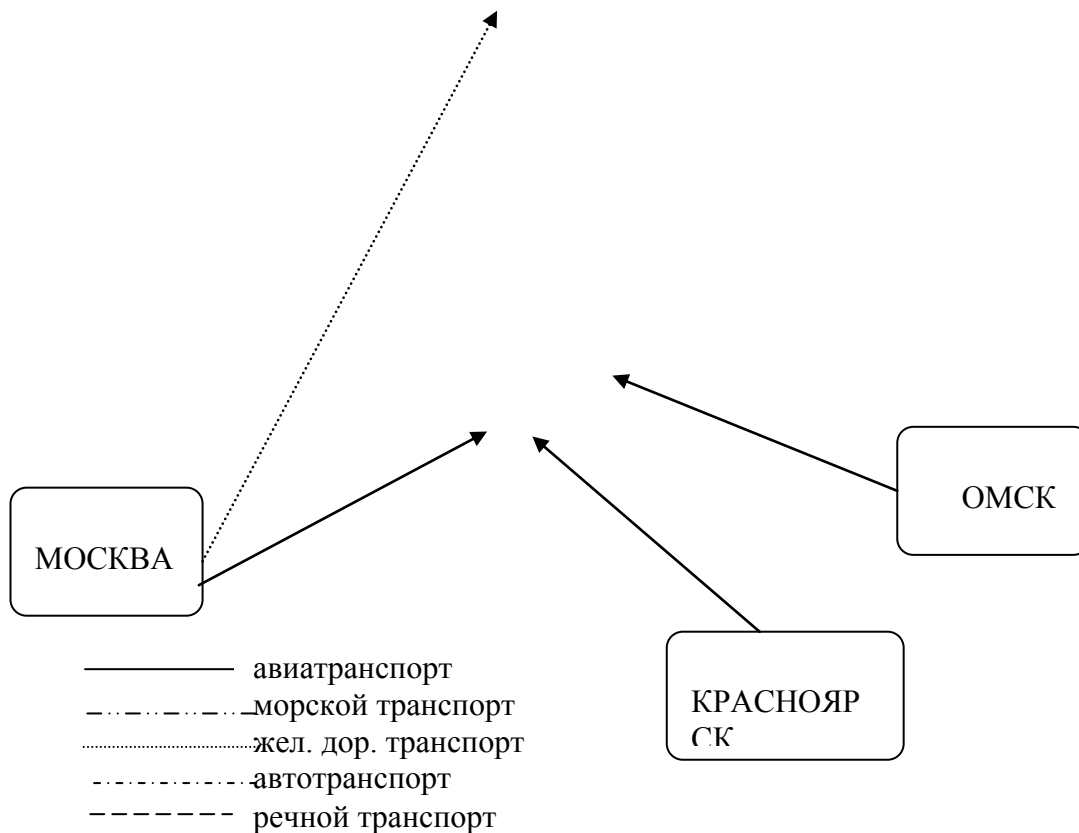 ОМСК
МОСКВА
КРАСНОЯР
СК
авиатранспорт
морской транспорт
жел. дор. транспорт
автотранспорт
речной транспорт